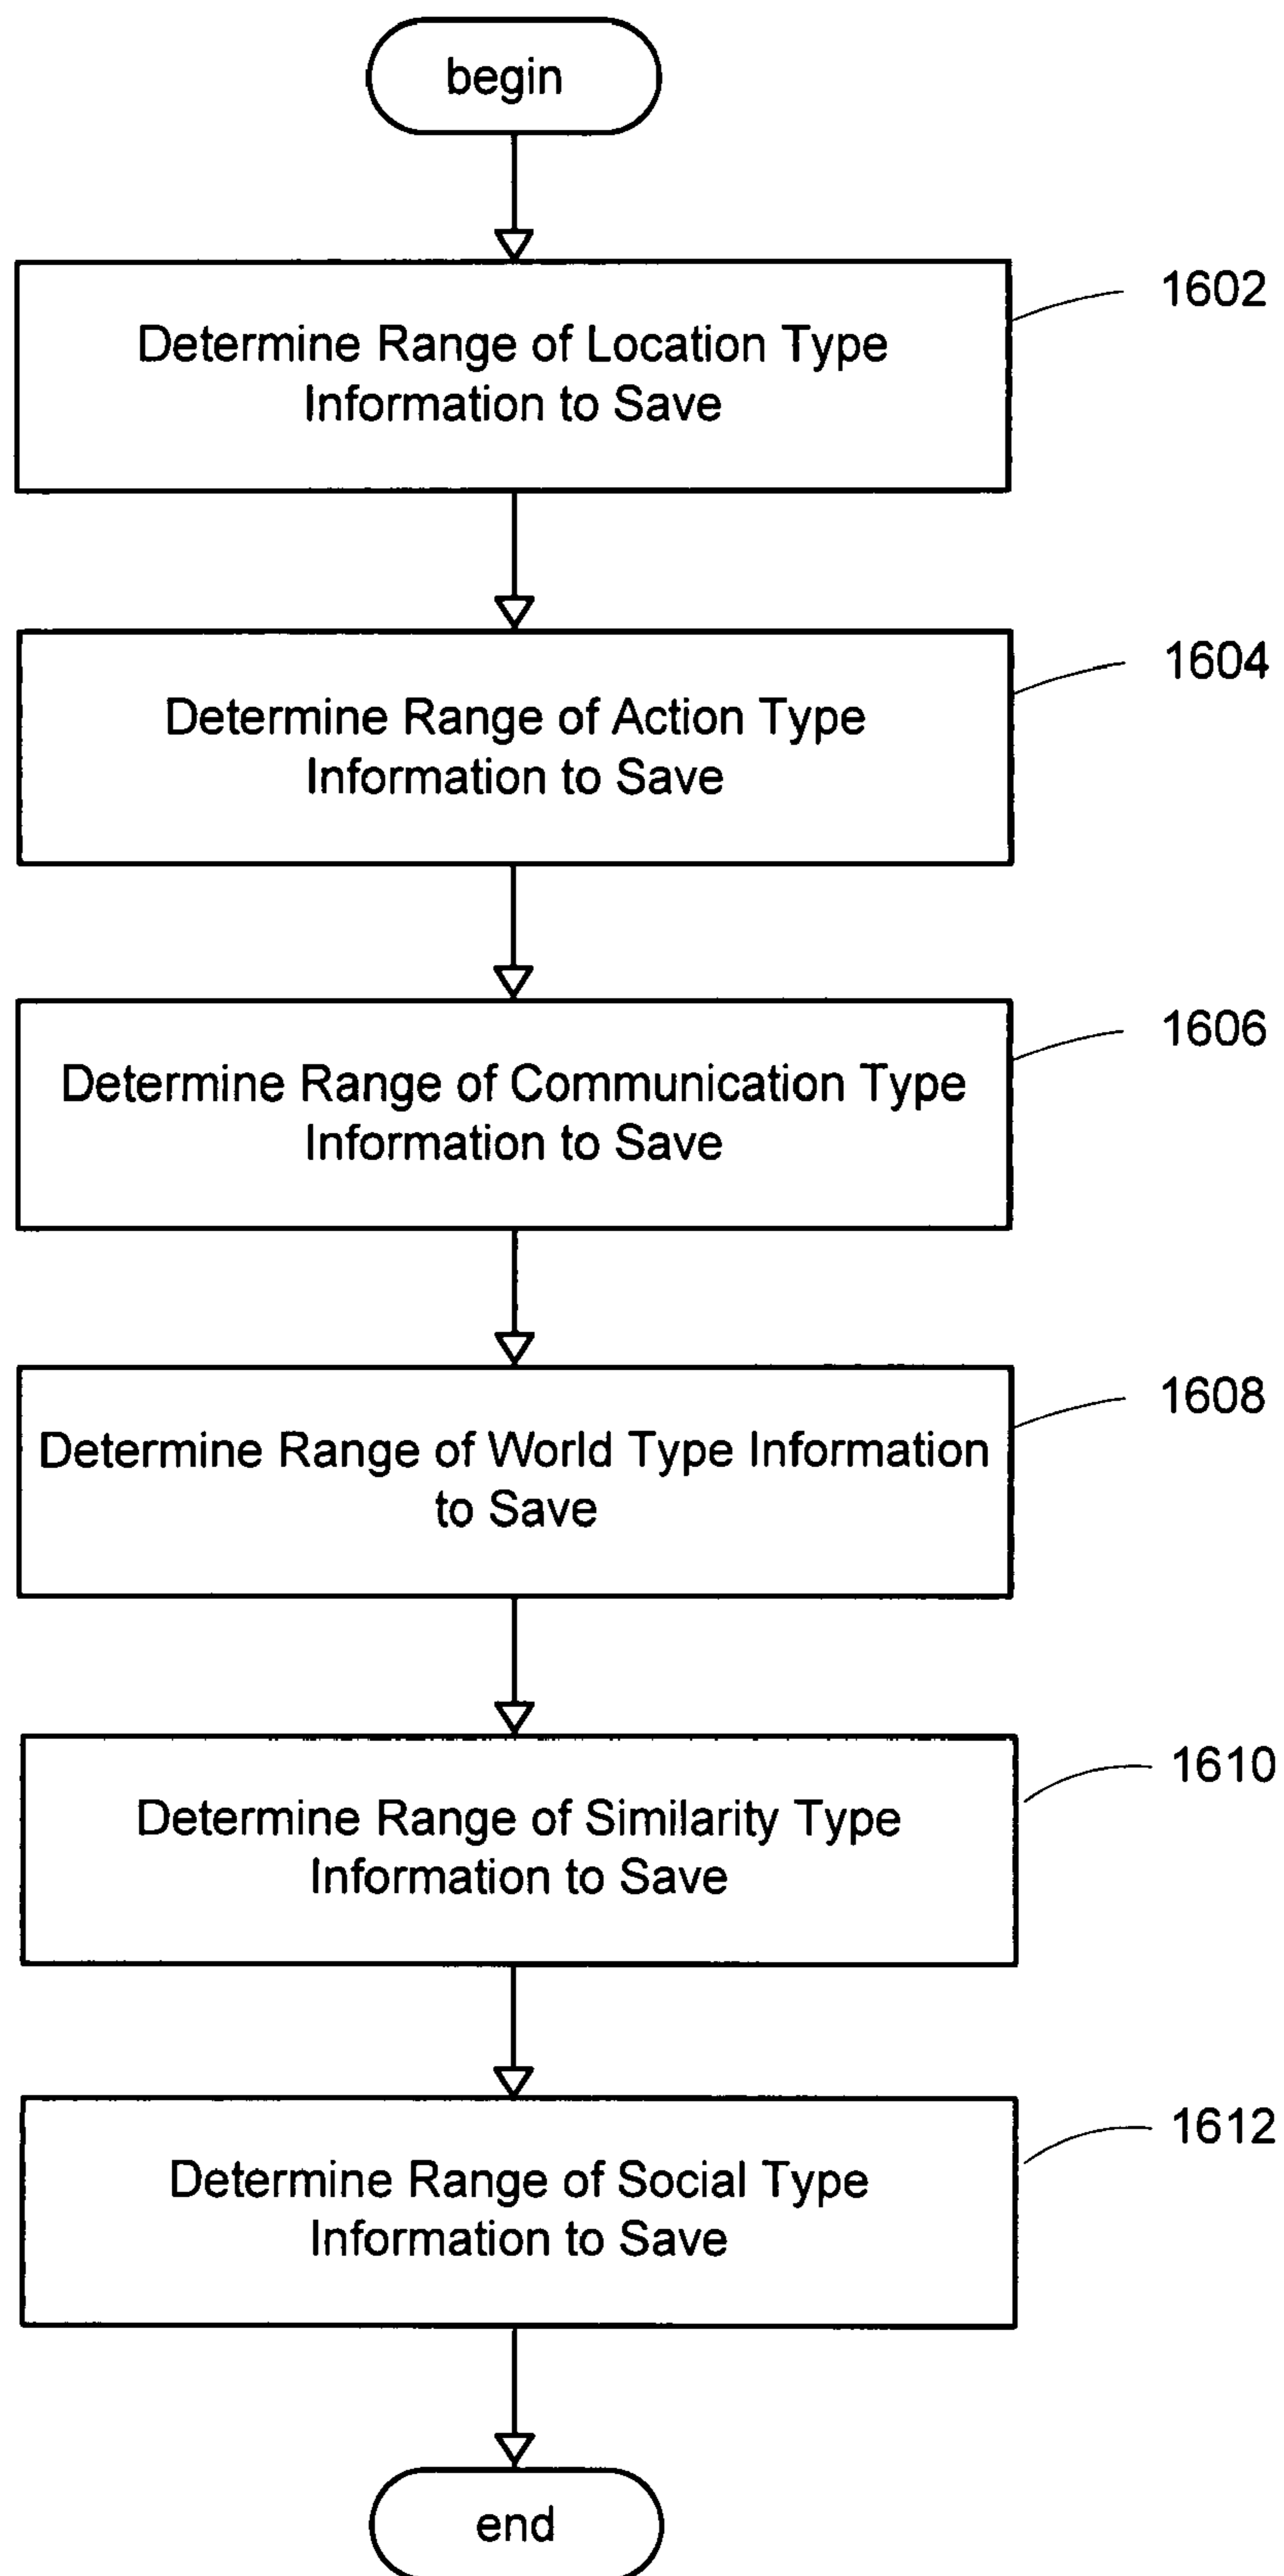 begin
1602
Determine Range of Location Type
Information to Save
1604
Determine Range of Action Type
Information to Save
1606
Determine Range of Communication Type
Information to Save
1608
Determine Range of World Type Information
to Save
1610
Determine Range of Similarity Type
Information to Save
1612
Determine Range of Social Type
Information to Save
end